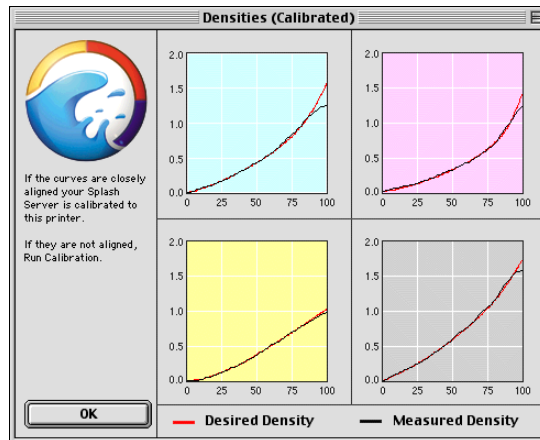 Densities (Calibrated)
If the curves are closely
aligned your Splash
Server is calibrated to
this printer.
If they are not aligned,
Run Calibration.
OK
2.0
1.5
1.0
0.5
0.0
0 25 50 75 100
2.0
1.5
1.0
0.5
0.0
0 25 50 75 100
2.0
1.5
1.0
0.5
0.0
0 25 50 75 100
2.0
1.5
1.0
0.5
0.0
0 25 50 75 100
Desired Density Measured Density